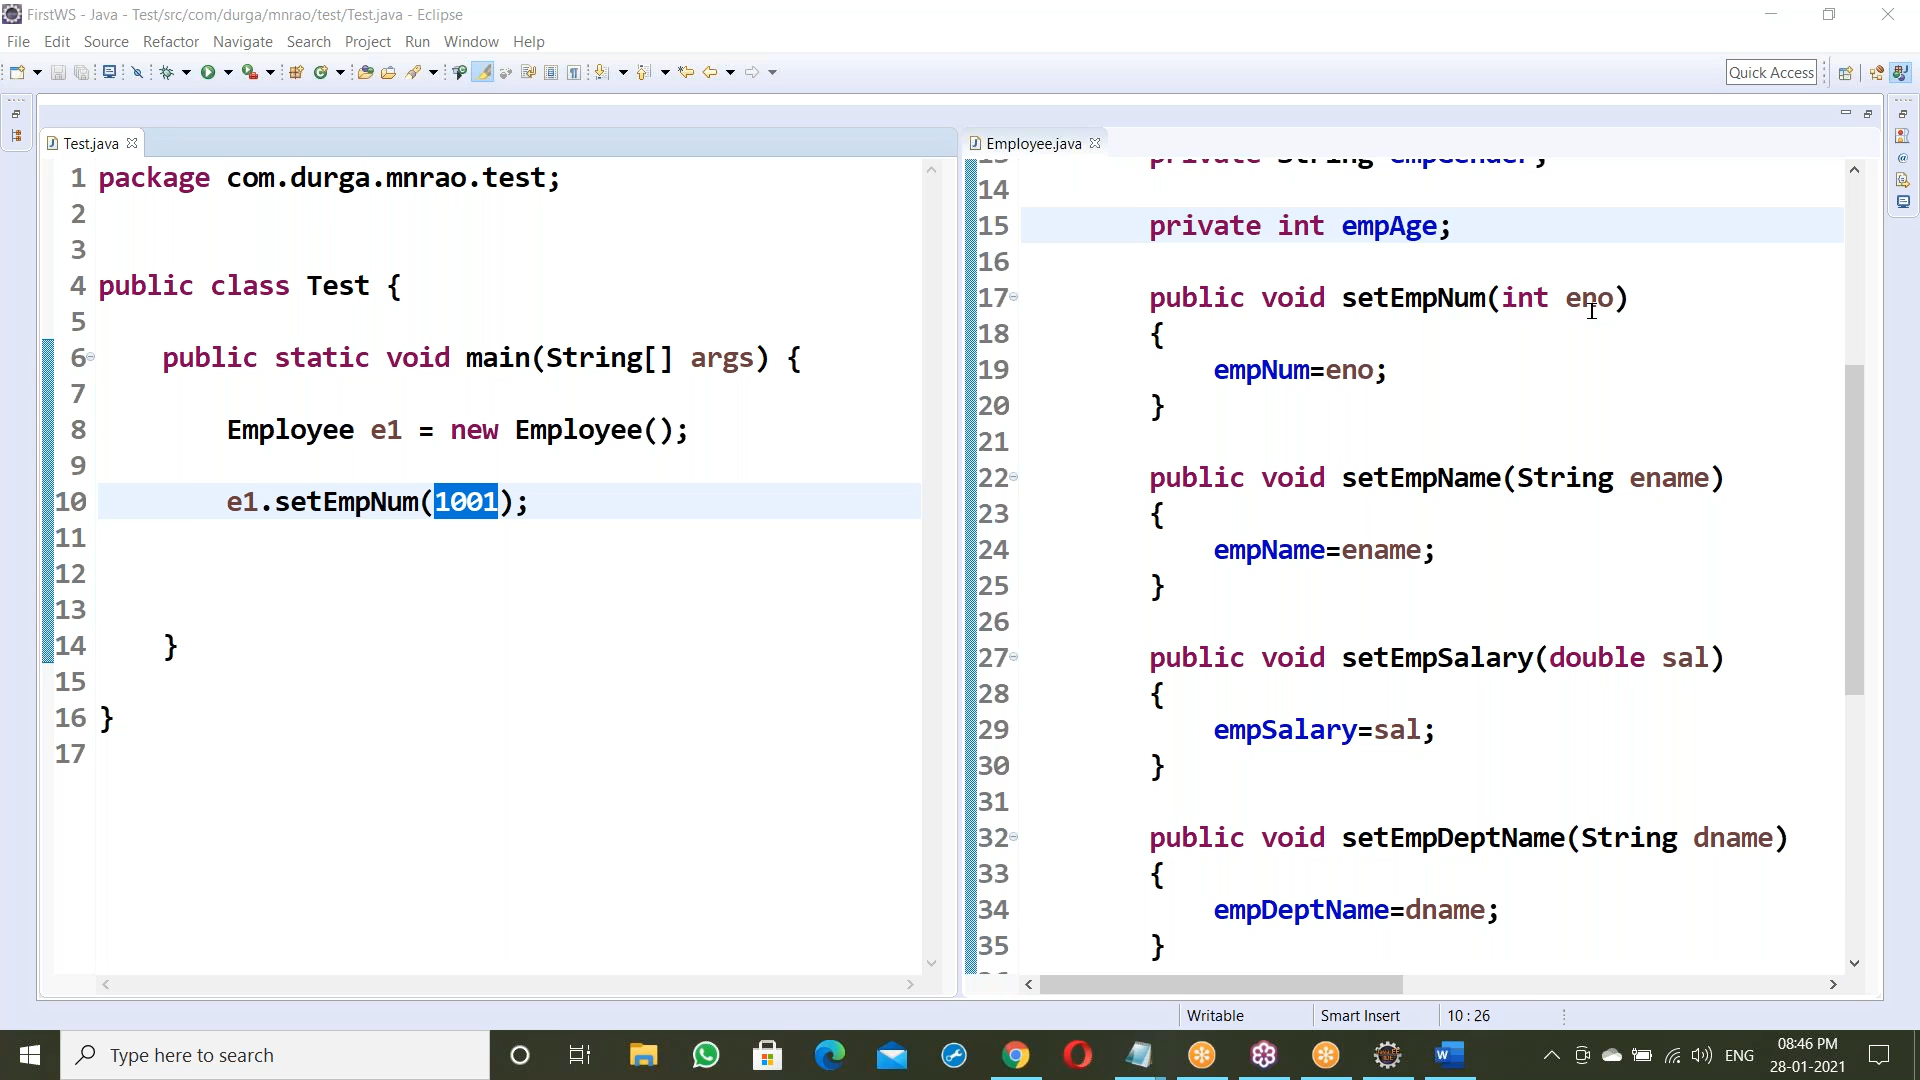 FirstWS - Java - Test/src/com/durga/mnrao/test/Test.java - Eclipse
File Edit Source Refactor Navigate Search Project Run Window Help
Quick Access
Test.java
1 package com.durga.mnrao.test;
2
3
4 public class Test {
5
6 public static void main(String[] args) {
7
8 Employee e1 = new Employee();
9
10 e1.setEmpNum(1001);
11
12
13
14 }
15
16 }
17
Employee.java
13 private String empGender;
14
15 private int empAge;
16
17 public void setEmpNum(int eno)
18 {
19 empNum=eno;
20 }
21
22 public void setEmpName(String ename)
23 {
24 empName=ename;
25 }
26
27 public void setEmpSalary(double sal)
28 {
29 empSalary=sal;
30 }
31
32 public void setEmpDeptName(String dname)
33 {
34 empDeptName=dname;
35 }
Writable Smart Insert 10 : 26
Type here to search
ENG
08:46 PM
28-01-2021